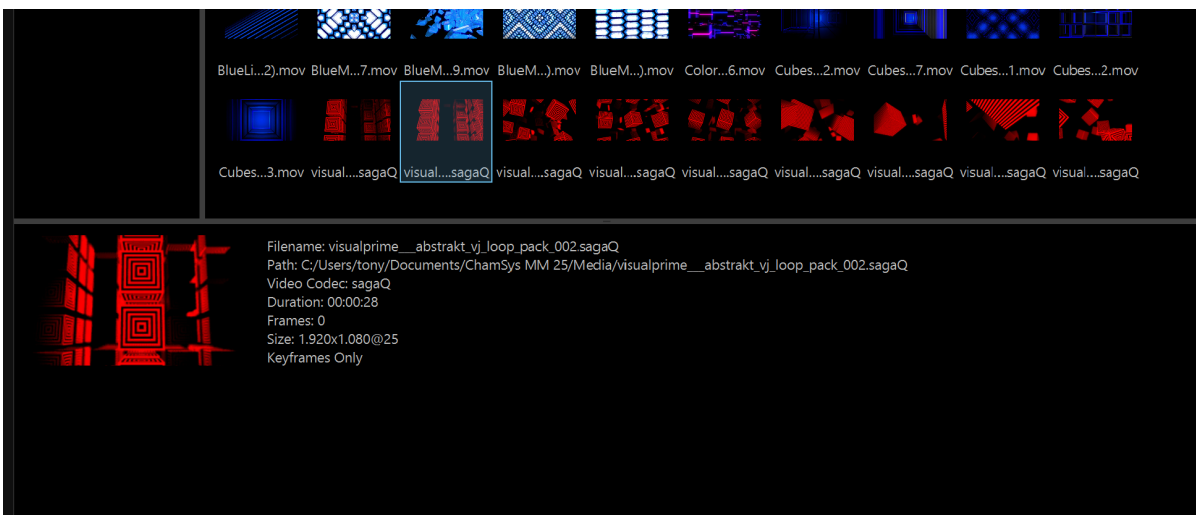 BlueLi...2).mov BlueM...7.mov BlueM...9.mov BlueM...).mov BlueM...).mov Color...6.mov Cubes...2.mov Cubes...7.mov Cubes...1.mov Cubes...2.mov
Cubes...3.mov visual....sagaQ visual....sagaQ visual....sagaQ visual....sagaQ visual....sagaQ visual....sagaQ visual....sagaQ visual....sagaQ visual....sagaQ
Filename: visualprime___abstrakt_vj_loop_pack_002.sagaQ
Path: C:/Users/tony/Documents/ChamSys MM 25/Media/visualprime___abstrakt_vj_loop_pack_002.sagaQ
Video Codec: sagaQ
Duration: 00:00:28
Frames: 0
Size: 1.920x1.080@25
Keyframes Only